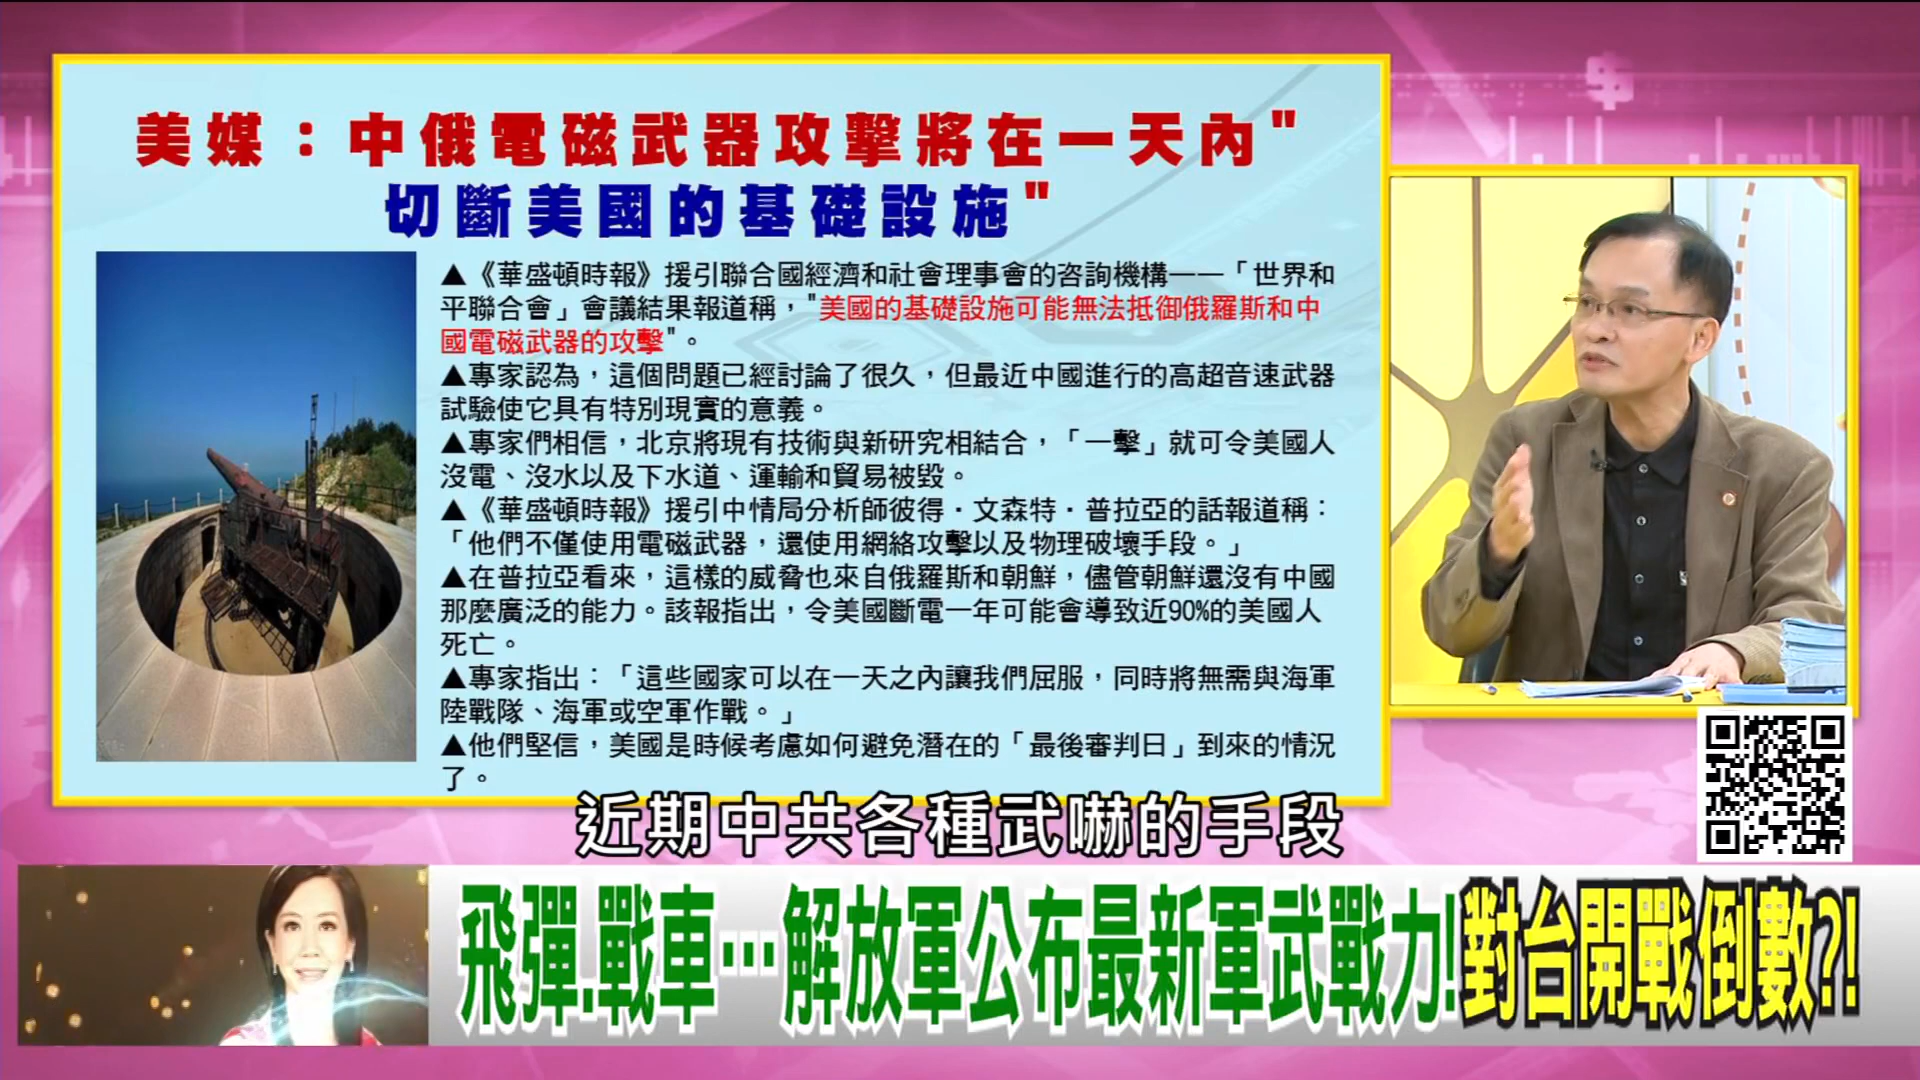 美媒：中俄電磁武器攻擊將在一天內"
切斷美國的基礎設施"
▲《華盛頓時報》援引聯合國經濟和社會理事會的咨詢機構——「世界和
平聯合會」會議結果報道稱，"美國的基礎設施可能無法抵御俄羅斯和中
國電磁武器的攻擊"。
▲專家認為，這個問題已經討論了很久，但最近中國進行的高超音速武器
試驗使它具有特別現實的意義。
▲專家們相信，北京將現有技術與新研究相結合，「一擊」就可令美國人
沒電、沒水以及下水道、運輸和貿易被毀。
▲《華盛頓時報》援引中情局分析師彼得·文森特·普拉亞的話報道稱：
「他們不僅使用電磁武器，還使用網絡攻擊以及物理破壞手段。」
▲在普拉亞看來，這樣的威脅也來自俄羅斯和朝鮮，儘管朝鮮還沒有中國
那麼廣泛的能力。該報指出，令美國斷電一年可能會導致近90%的美國人
死亡。
▲專家指出：「這些國家可以在一天之內讓我們屈服，同時將無需與海軍
陸戰隊、海軍或空軍作戰。」
▲他們堅信，美國是時候考慮如何避免潛在的「最後審判日」到來的情況
了。
近期中共各種武嚇的手段
飛彈.戰車…解放軍公布最新軍武戰力!對台開戰倒數?!